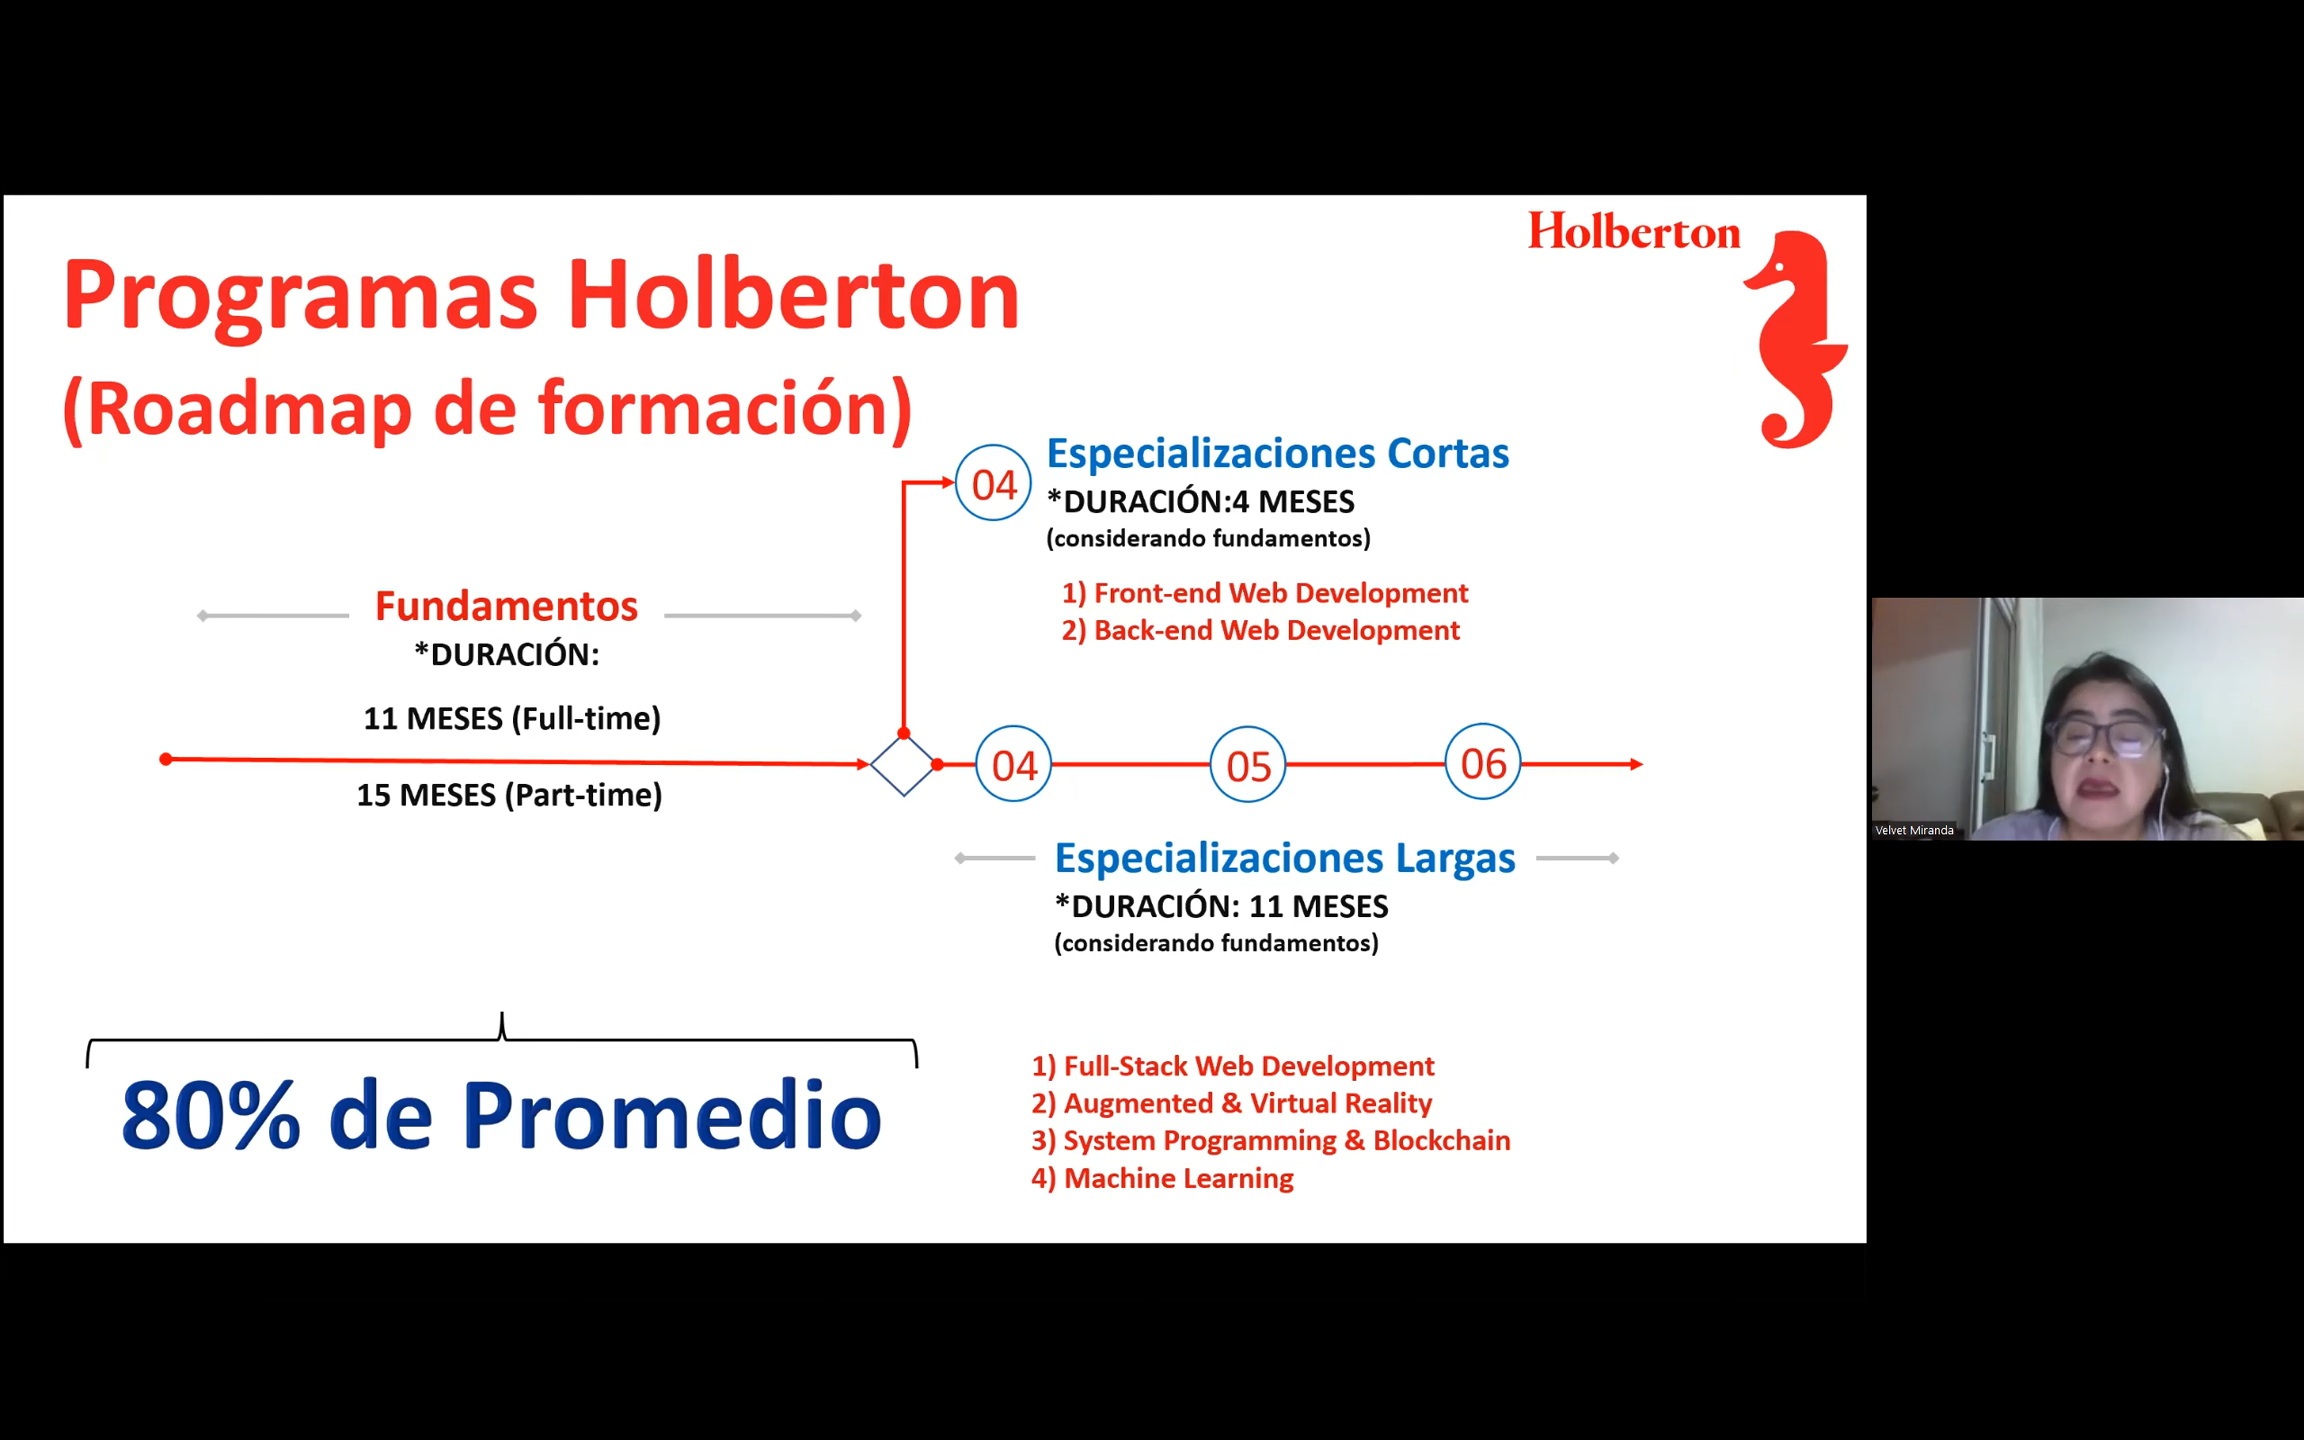 Holberton
Programas Holberton
(Roadmap de formación)
04
Especializaciones Cortas
*DURACIÓN:4 MESES
(considerando fundamentos)
1) Front-end Web Development
2) Back-end Web Development
Fundamentos
*DURACIÓN:
11 MESES (Full-time)
15 MESES (Part-time)
04
05
06
Especializaciones Largas
*DURACIÓN: 11 MESES
(considerando fundamentos)
80% de Promedio
1) Full-Stack Web Development
2) Augmented & Virtual Reality
3) System Programming & Blockchain
4) Machine Learning
Velvet Miranda